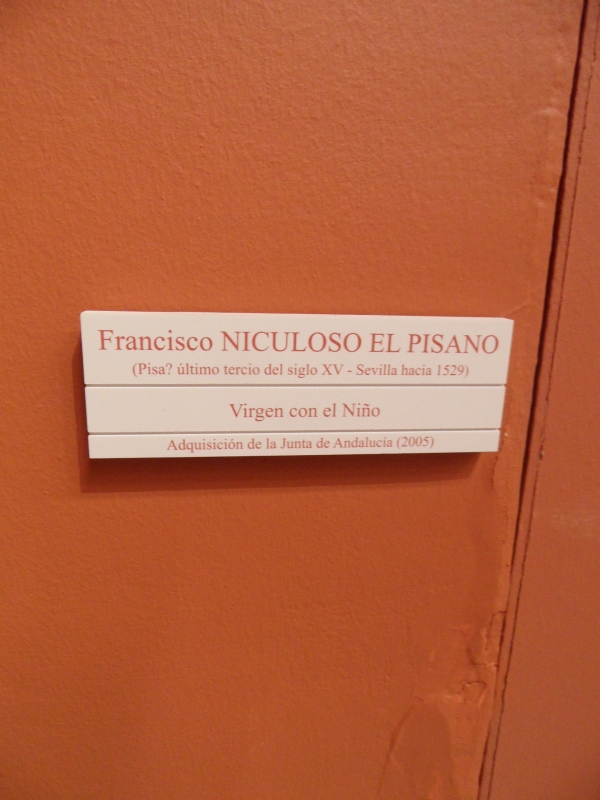 Francisco NICULOSO EL PISANO
(Pisa? último tercio del siglo XV - Sevilla hacia 1529)
Virgen con el Niño
Adquisición de la Junta de Andalucía (2005)